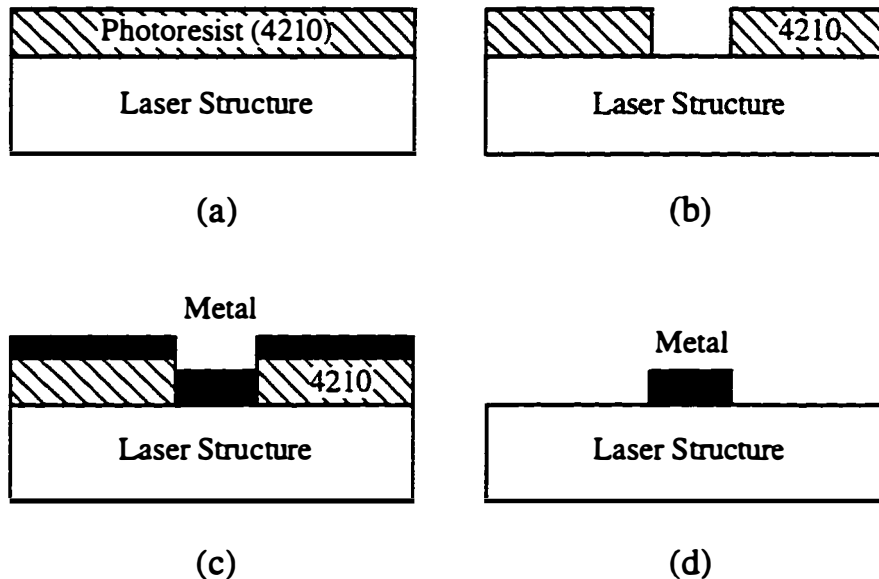 Photoresist (4210)
Laser Structure
(a)
4210
Laser Structure
(b)
Metal
4210
Laser Structure
(c)
Metal
Laser Structure
(d)